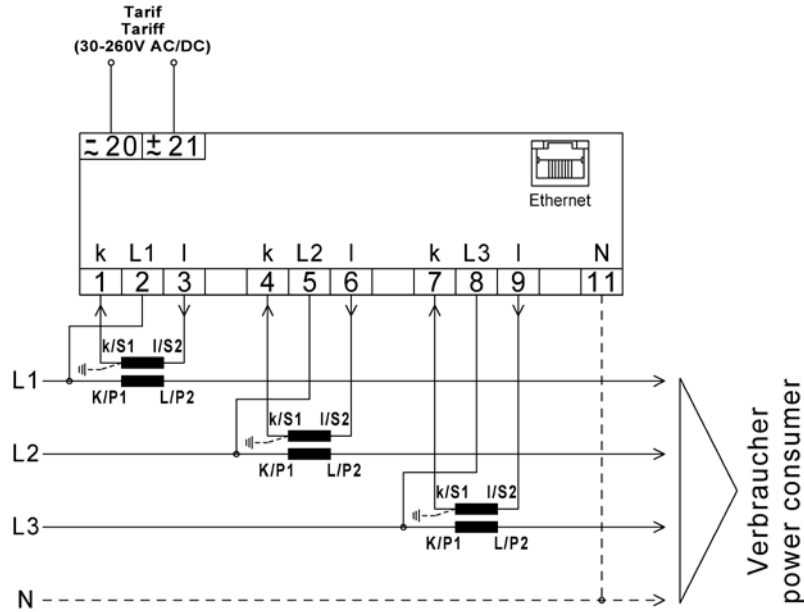 Tarif
Tariff
(30-260V AC/DC)
20 ± 21
Ethernet
k L1 l k L2 l k L3 l N
1 2 3 4 5 6 7 8 9 11
k/S1 l/S2
L1
K/P1 L/P2
k/S1 l/S2
L2
K/P1 L/P2
k/S1 l/S2
L3
K/P1 L/P2
N
Verbraucher
power consumer